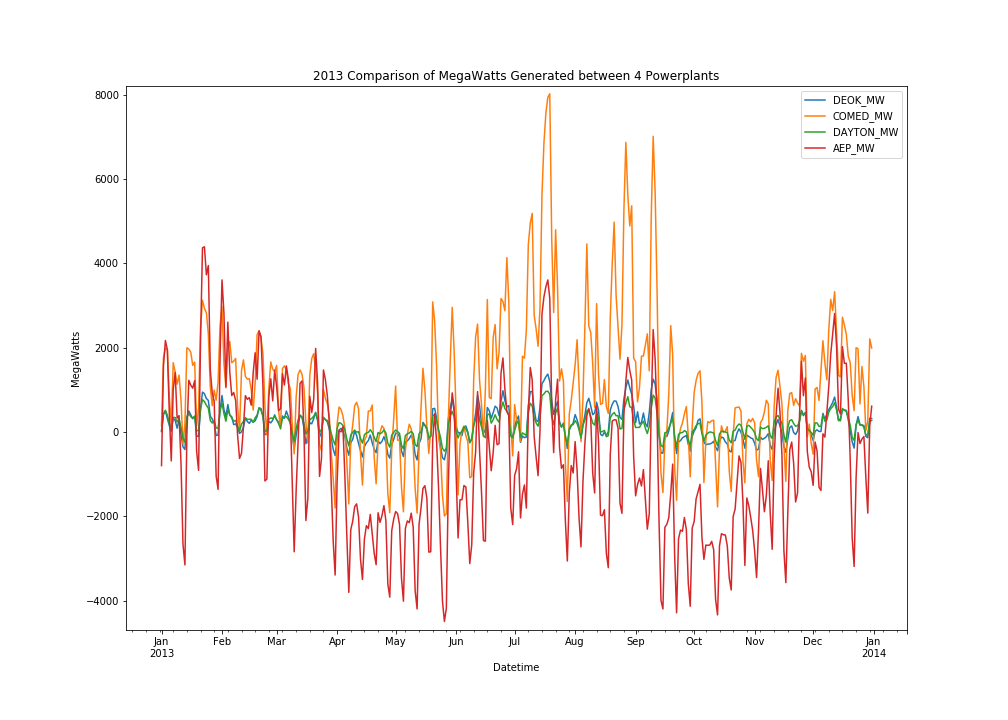 2013 Comparison of MegaWatts Generated between 4 Powerplants
DEOK_MW
COMED_MW
DAYTON_MW
AEP_MW
8000
6000
4000
2000
0
−2000
−4000
MegaWatts
Jan Feb Mar Apr May Jun Jul Aug Sep Oct Nov Dec Jan
2013 2014
Datetime